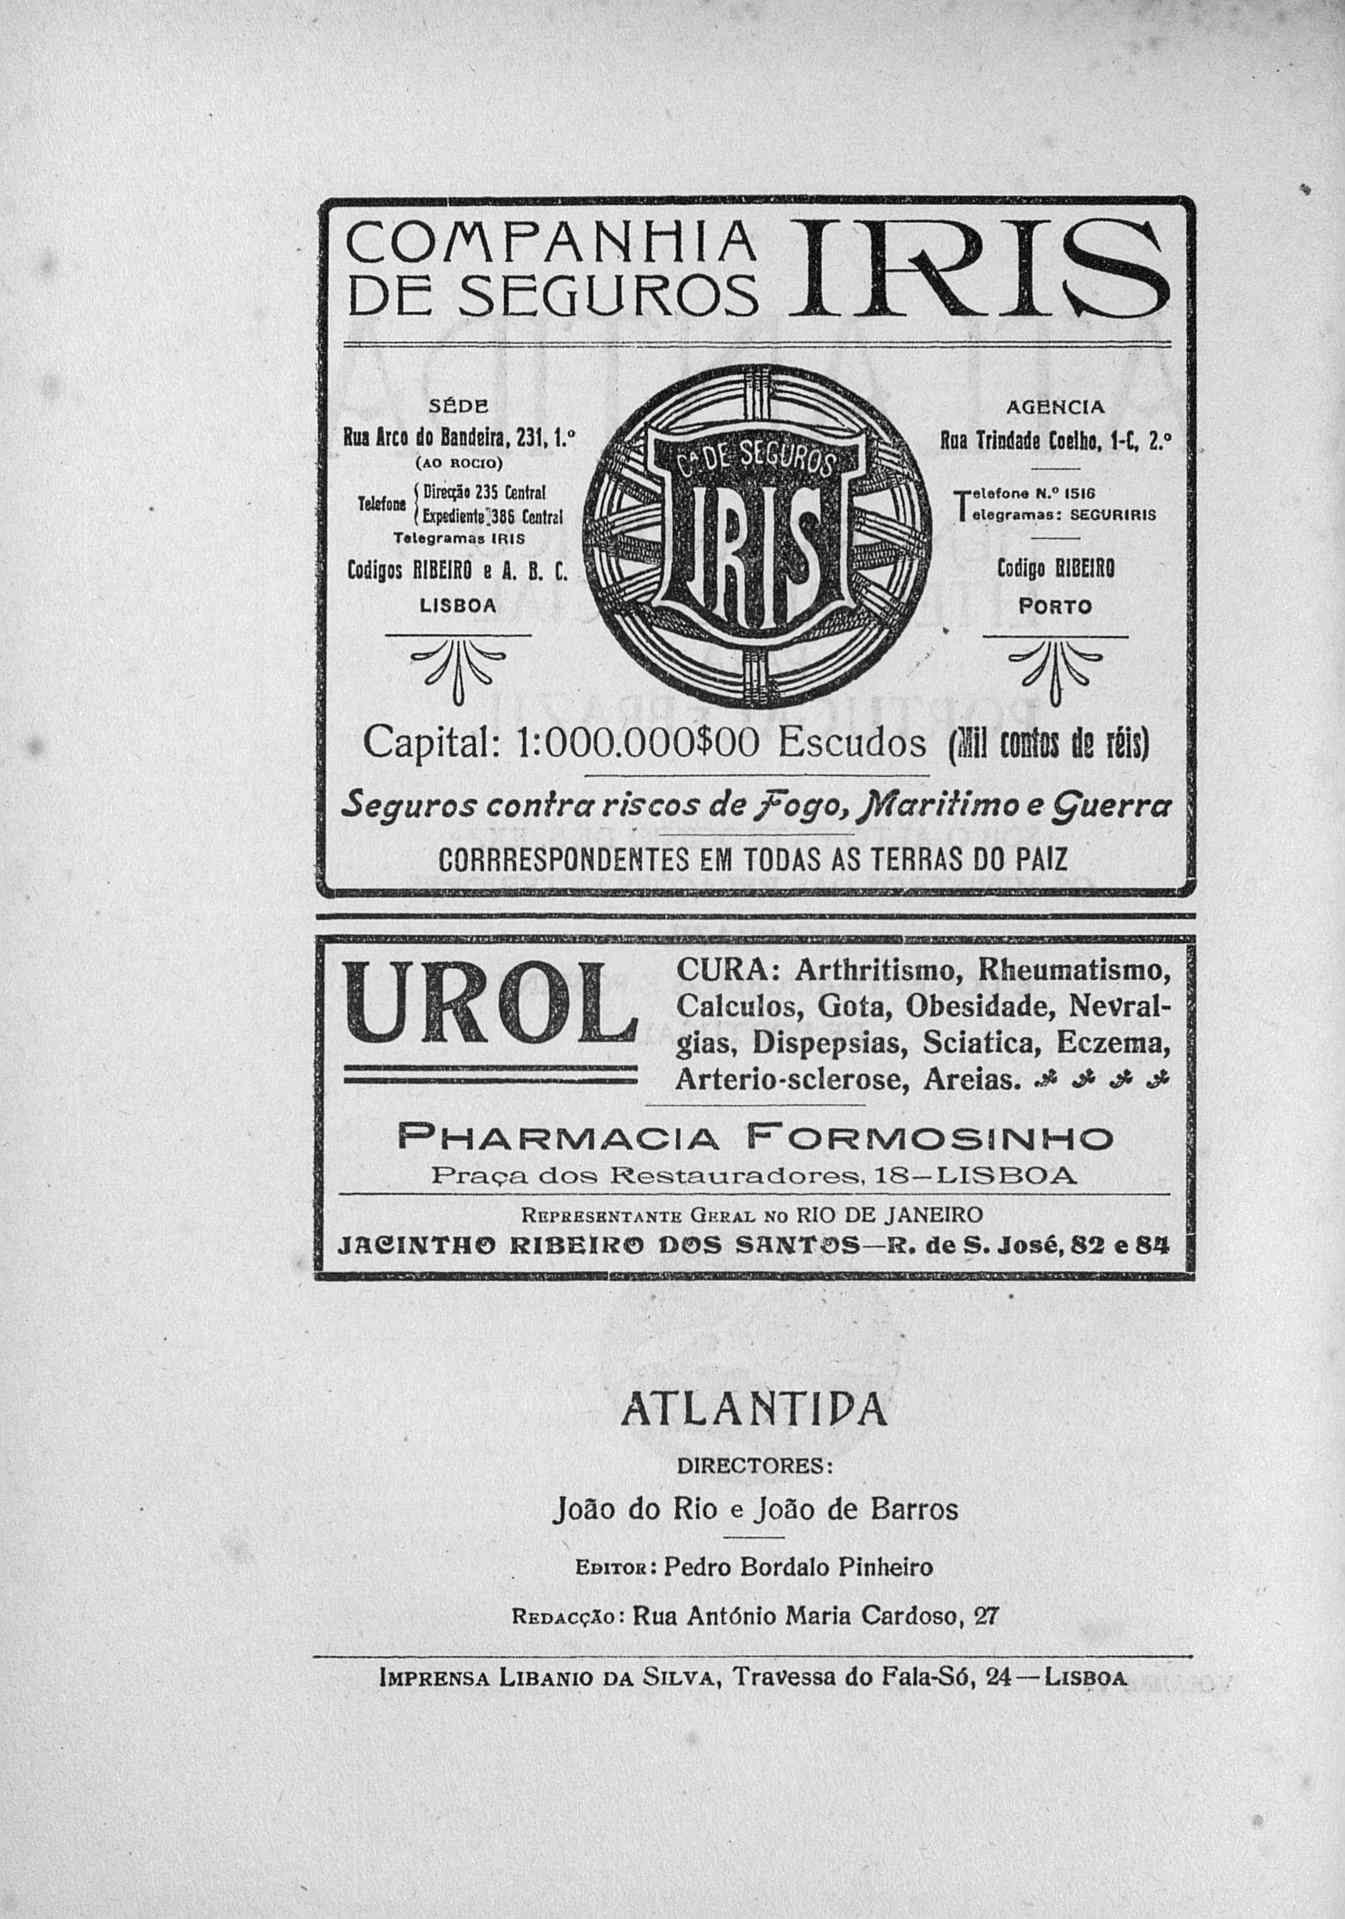 COMPANHIA DE SEGUROS IRIS
SÉDE
Rua Arco do Bandeira, 231, 1.º
(AO ROCIO)
Telefone { Direcção 235 Central
Expediente 386 Central
Telegramas IRIS
Codigos RIBEIRO e A. B. C.
LISBOA
Cª DE SEGUROS
IRIS
AGENCIA
Rua Trindade Coelho, 1-C, 2.º
Telefone N.º 1516
Telegramas: SEGURIRIS
Codigo RIBEIRO
PORTO
Capital: 1:000.000$00 Escudos (Mil contos de réis)
Seguros contra riscos de Fogo, Maritimo e Guerra
CORRRESPONDENTES EM TODAS AS TERRAS DO PAIZ
UROL
CURA: Arthritismo, Rheumatismo,
Calculos, Gota, Obesidade, Nevral-
gias, Dispepsias, Sciatica, Eczema,
Arterio-sclerose, Areias.
PHARMACIA FORMOSINHO
Praça dos Restauradores, 18—LISBOA
REPRESENTANTE GERAL NO RIO DE JANEIRO
JACINTHO RIBEIRO DOS SANTOS—R. de S. José, 82 e 84
ATLANTIDA
DIRECTORES:
João do Rio e João de Barros
EDITOR: Pedro Bordalo Pinheiro
REDACÇÃO: Rua António Maria Cardoso, 27
IMPRENSA LIBANIO DA SILVA, Travessa do Fala-Só, 24—LISBOA